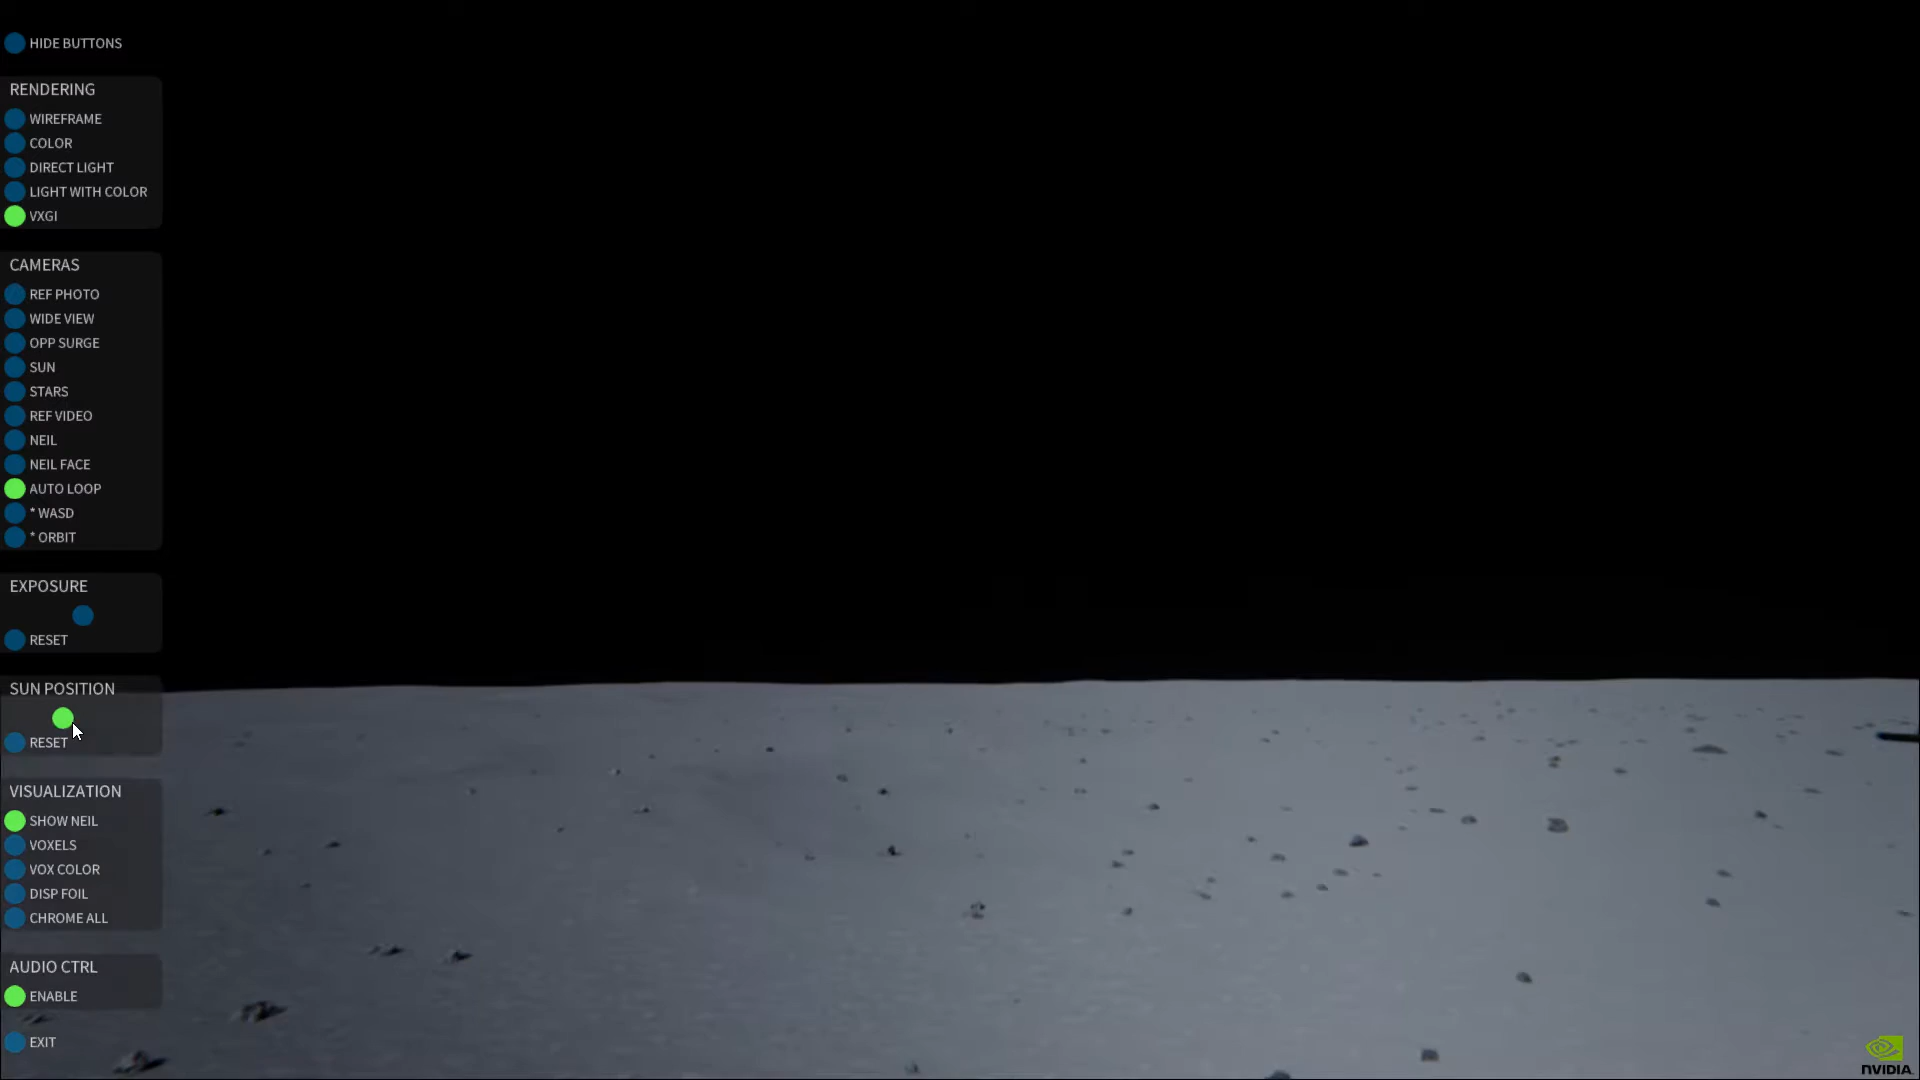 HIDE BUTTONS
RENDERING
WIREFRAME
COLOR
DIRECT LIGHT
LIGHT WITH COLOR
VXGI
CAMERAS
REF PHOTO
WIDE VIEW
OPP SURGE
SUN
STARS
REF VIDEO
NEIL
NEIL FACE
AUTO LOOP
* WASD
* ORBIT
EXPOSURE
RESET
SUN POSITION
RESET
VISUALIZATION
SHOW NEIL
VOXELS
VOX COLOR
DISP FOIL
CHROME ALL
AUDIO CTRL
ENABLE
EXIT
NVIDIA.